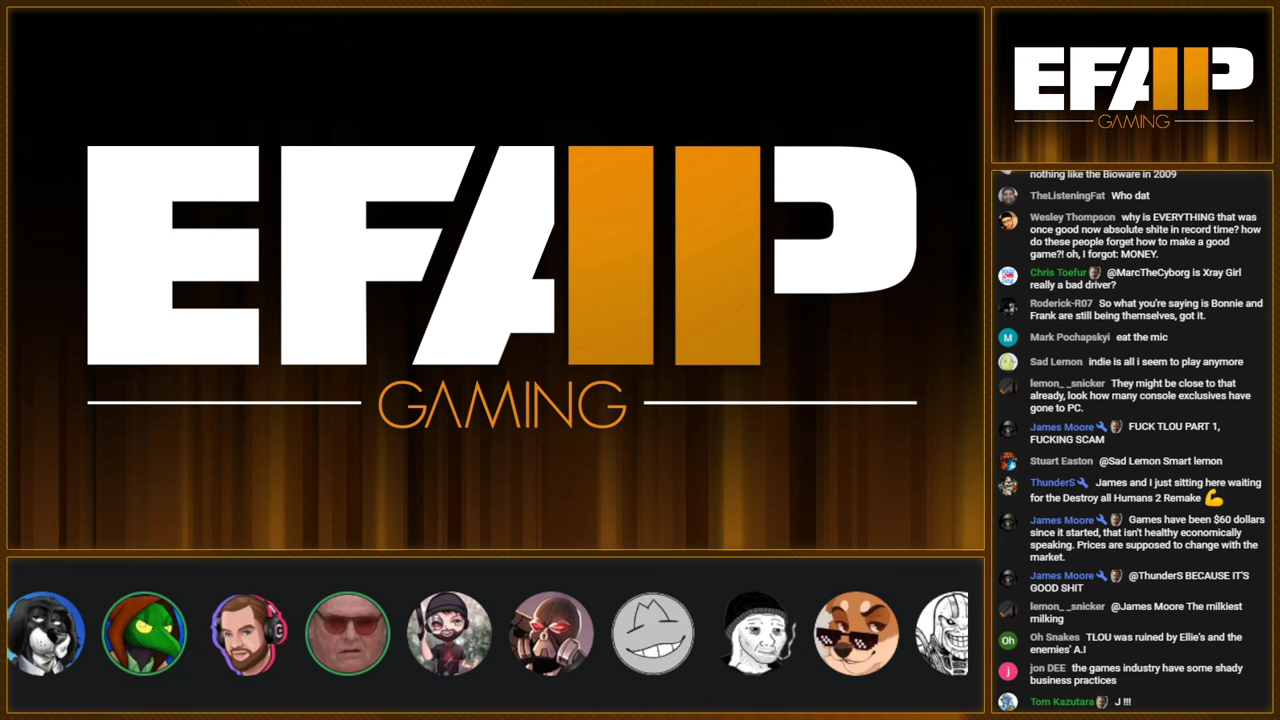 EFAP
GAMING
EFAP
GAMING
nothing like the Bioware in 2009
TheListeningFat Who dat
Wesley Thompson why is EVERYTHING that was
once good now absolute shite in record time? how
do these people forget how to make a good
game?! oh, I forgot: MONEY.
Chris Toefur @MarcTheCyborg is Xray Girl
really a bad driver?
Roderick-R07 So what you're saying is Bonnie and
Frank are still being themselves, got it.
M
Mark Pochapskyi eat the mic
Sad Lemon indie is all i seem to play anymore
lemon_ _snicker They might be close to that
already, look how many console exclusives have
gone to PC.
James Moore FUCK TLOU PART 1,
FUCKING SCAM
Stuart Easton @Sad Lemon Smart lemon
ThunderS James and I just sitting here waiting
for the Destroy all Humans 2 Remake 💪
James Moore Games have been $60 dollars
since it started, that isn't healthy economically
speaking. Prices are supposed to change with the
market.
James Moore @ThunderS BECAUSE IT'S
GOOD SHIT
lemon_ _snicker @James Moore The milkiest
milking
Oh
Oh Snakes TLOU was ruined by Ellie's and the
enemies' A.I
j
jon DEE the games industry have some shady
business practices
Tom Kazutara J !!!